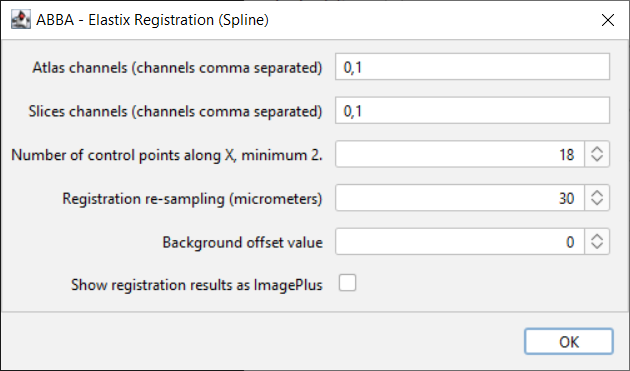 ABBA - Elastix Registration (Spline)
Atlas channels (channels comma separated) 0,1
Slices channels (channels comma separated) 0,1
Number of control points along X, minimum 2. 18
Registration re-sampling (micrometers) 30
Background offset value 0
Show registration results as ImagePlus
OK